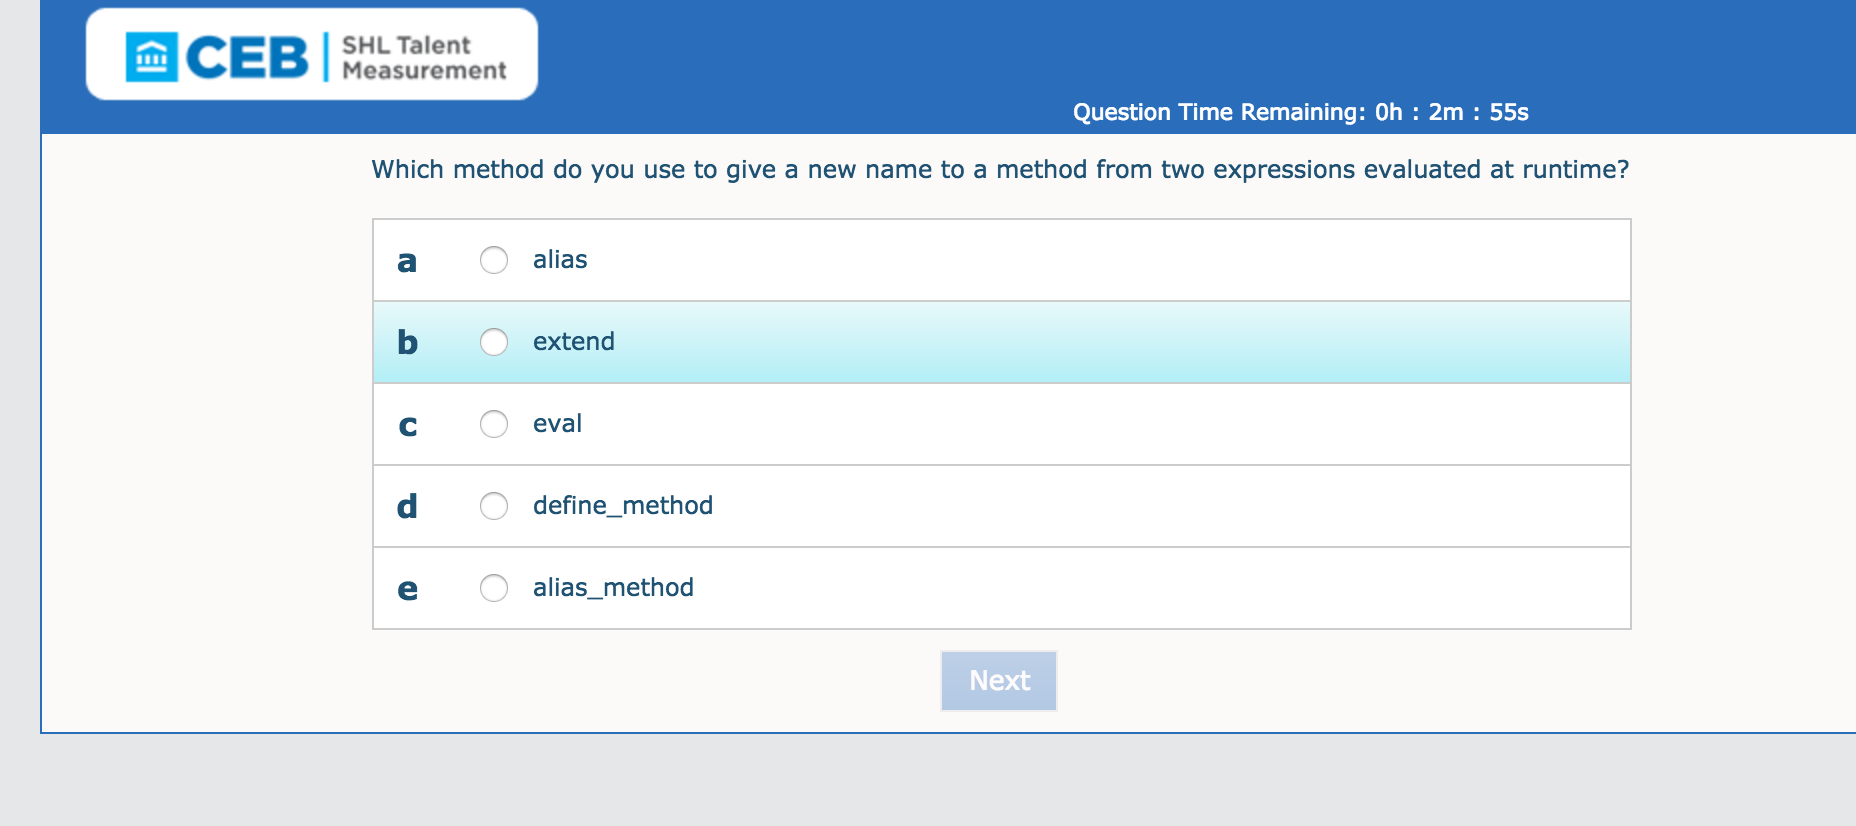 CEB SHL Talent Measurement
Question Time Remaining: 0h : 2m : 55s
Which method do you use to give a new name to a method from two expressions evaluated at runtime?
a alias
b extend
c eval
d define_method
e alias_method
Next